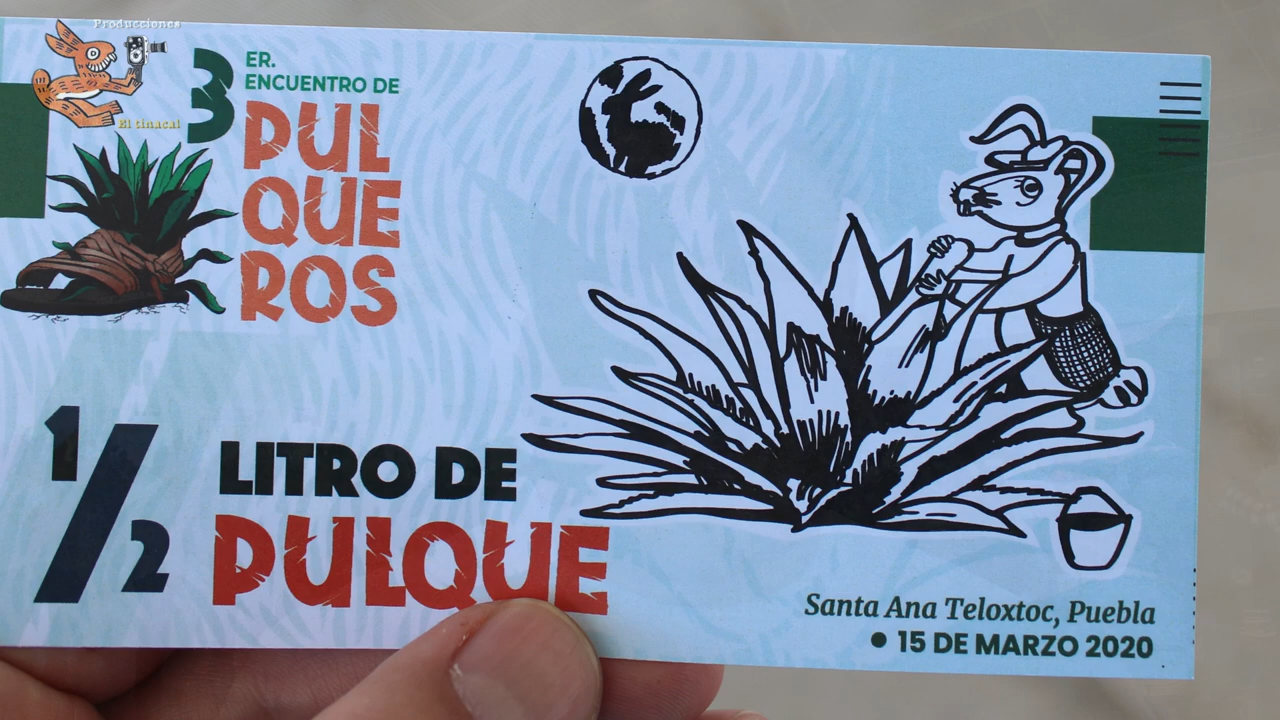 Producciones
El tinacal
3
ER.
ENCUENTRO DE
PUL
QUE
ROS
1/2
LITRO DE
PULQUE
Santa Ana Teloxtoc, Puebla
● 15 DE MARZO 2020